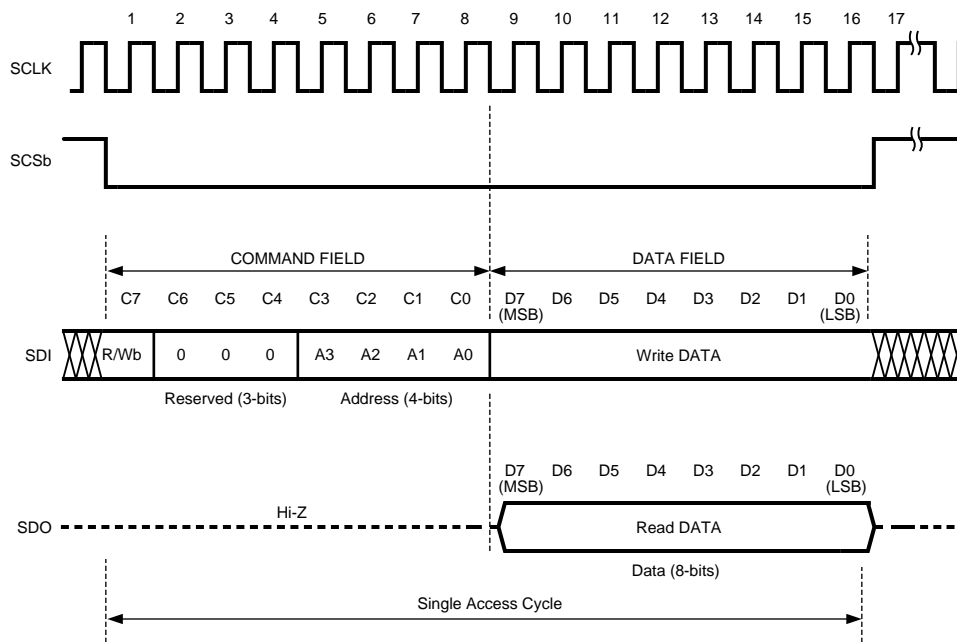 1 2 3 4 5 6 7 8 9 10 11 12 13 14 15 16 17
SCLK
SCSb
COMMAND FIELD DATA FIELD
C7 C6 C5 C4 C3 C2 C1 C0 D7 D6 D5 D4 D3 D2 D1 D0
(MSB) (LSB)
SDI R/Wb 0 0 0 A3 A2 A1 A0 Write DATA
Reserved (3-bits) Address (4-bits)
D7 D6 D5 D4 D3 D2 D1 D0
(MSB) (LSB)
Hi-Z
SDO Read DATA
Data (8-bits)
Single Access Cycle